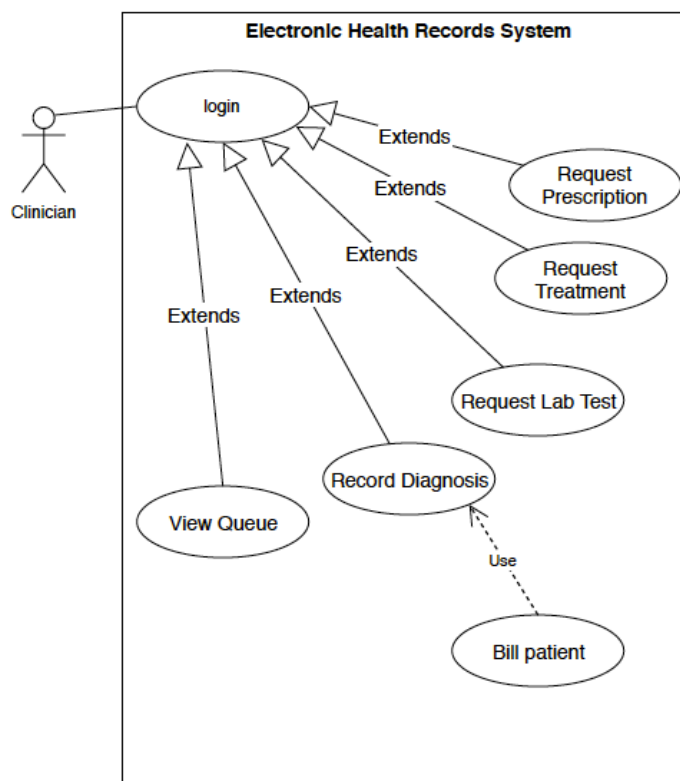 Electronic Health Records System
login
Clinician
Extends
Request
Prescription
Extends
Request
Treatment
Extends
Extends
Extends
Request Lab Test
Record Diagnosis
View Queue
Use
Bill patient